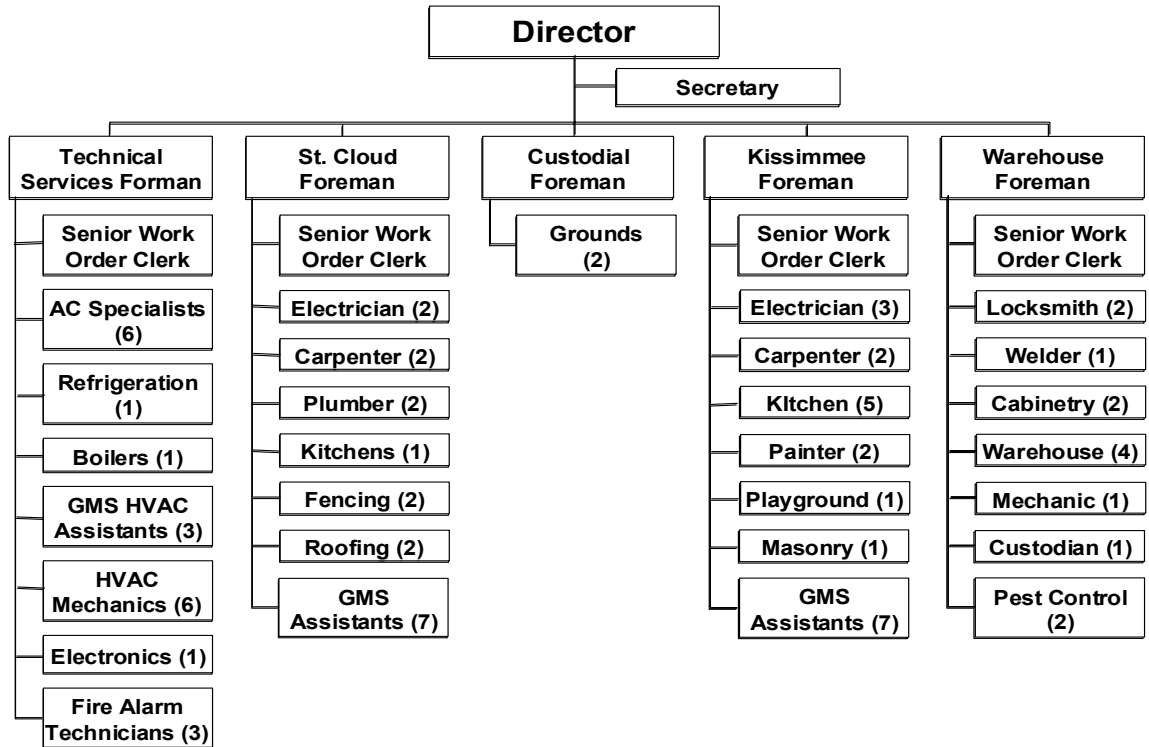 Director
Secretary
Technical
Services Forman
Senior Work
Order Clerk
AC Specialists
(6)
Refrigeration
(1)
Boilers (1)
GMS HVAC
Assistants (3)
HVAC
Mechanics (6)
Electronics (1)
Fire Alarm
Technicians (3)
St. Cloud
Foreman
Senior Work
Order Clerk
Electrician (2)
Carpenter (2)
Plumber (2)
Kitchens (1)
Fencing (2)
Roofing (2)
GMS
Assistants (7)
Custodial
Foreman
Grounds
(2)
Kissimmee
Foreman
Senior Work
Order Clerk
Electrician (3)
Carpenter (2)
KItchen (5)
Painter (2)
Playground (1)
Masonry (1)
GMS
Assistants (7)
Warehouse
Foreman
Senior Work
Order Clerk
Locksmith (2)
Welder (1)
Cabinetry (2)
Warehouse (4)
Mechanic (1)
Custodian (1)
Pest Control
(2)